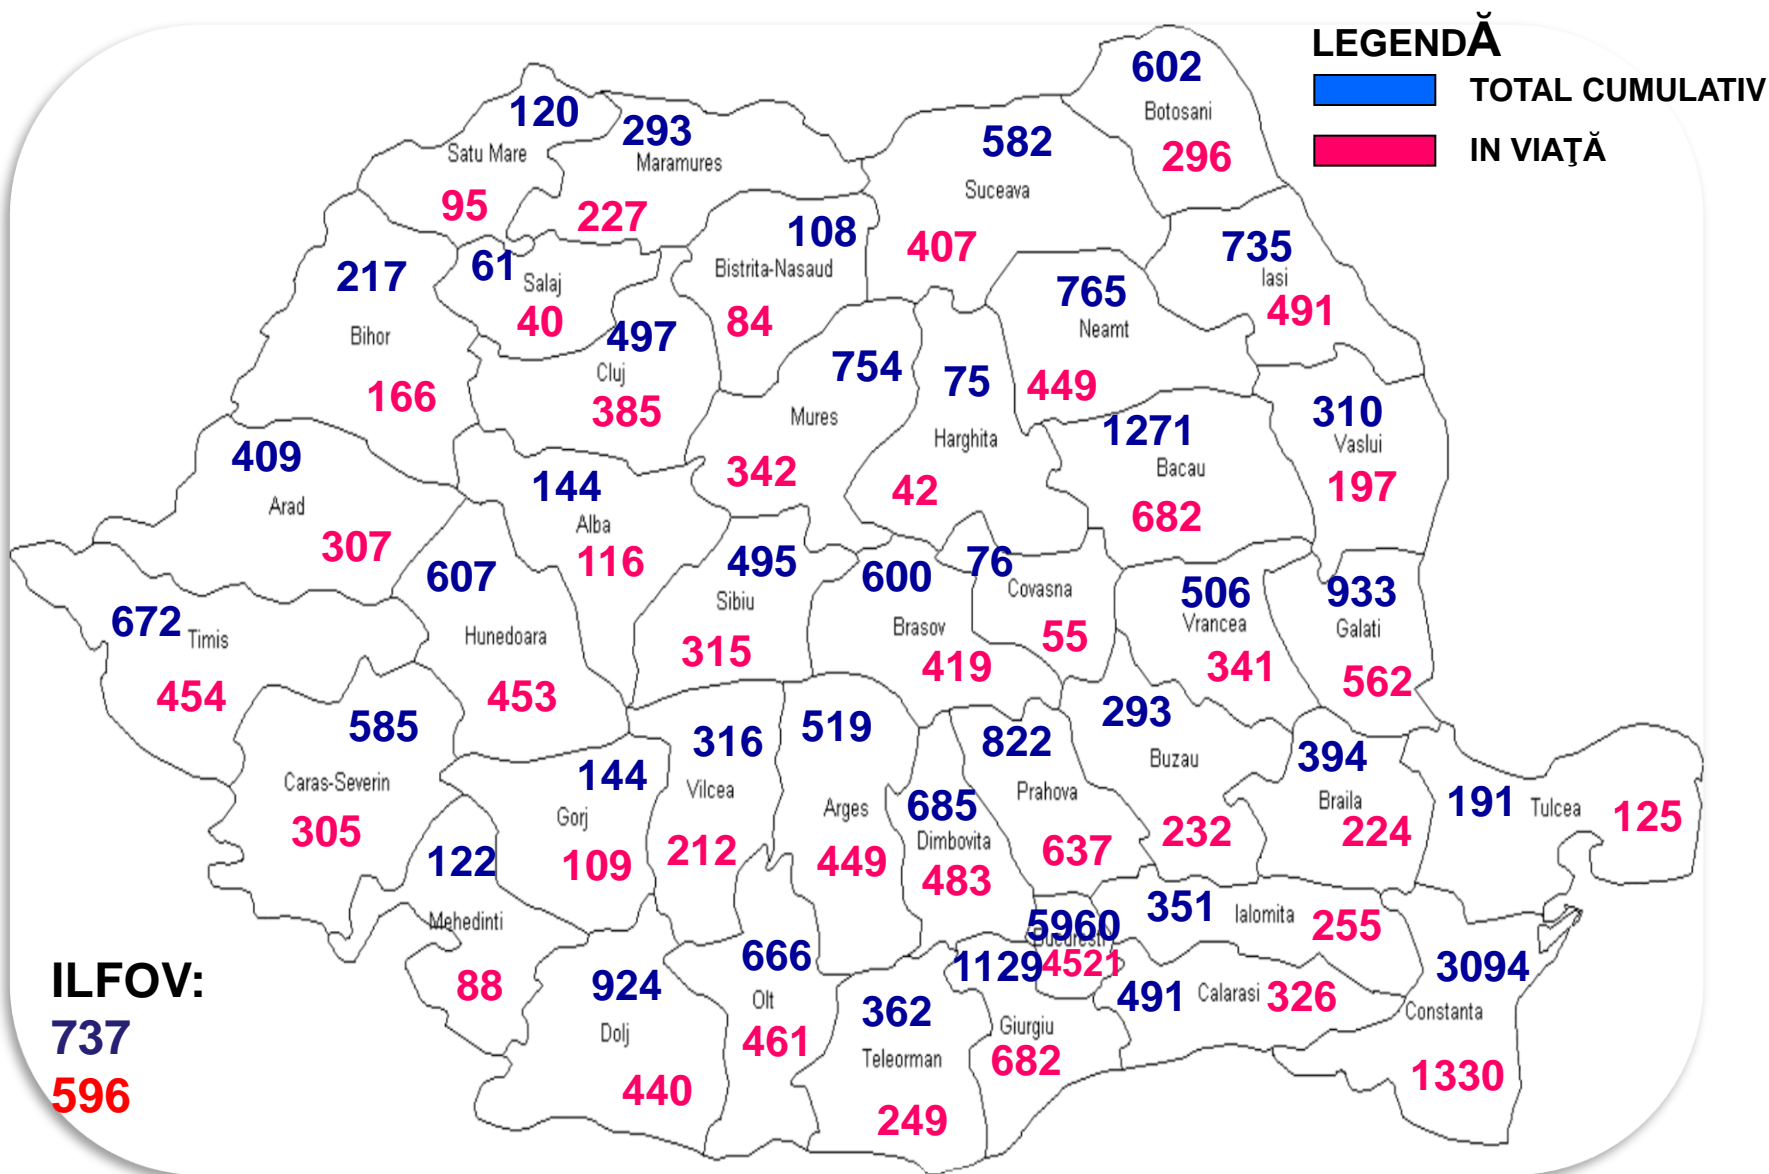 LEGENDĂ
TOTAL CUMULATIV
IN VIAŢĂ
602
Botosani
296
120
Satu Mare
95
293
Maramures
227
582
Suceava
407
108
Bistrita-Nasaud
84
735
Iasi
491
61
Salaj
40
217
Bihor
166
765
Neamt
449
497
Cluj
385
754
Mures
342
75
Harghita
42
310
Vaslui
197
1271
Bacau
682
409
Arad
307
144
Alba
116
495
Sibiu
315
600
Brasov
419
76
Covasna
55
506
Vrancea
341
933
Galati
562
607
Hunedoara
453
672
Timis
454
585
Caras-Severin
305
144
Gorj
109
316
Vilcea
212
519
Arges
449
685
Dimbovita
483
822
Prahova
637
293
Buzau
232
394
Braila
224
191
Tulcea
125
122
Mehedinti
88
924
Dolj
440
666
Olt
461
362
Teleorman
249
1129
Giurgiu
682
5960
Bucuresti
4521
351
Ialomita
255
491
Calarasi
326
3094
Constanta
1330
ILFOV:
737
596